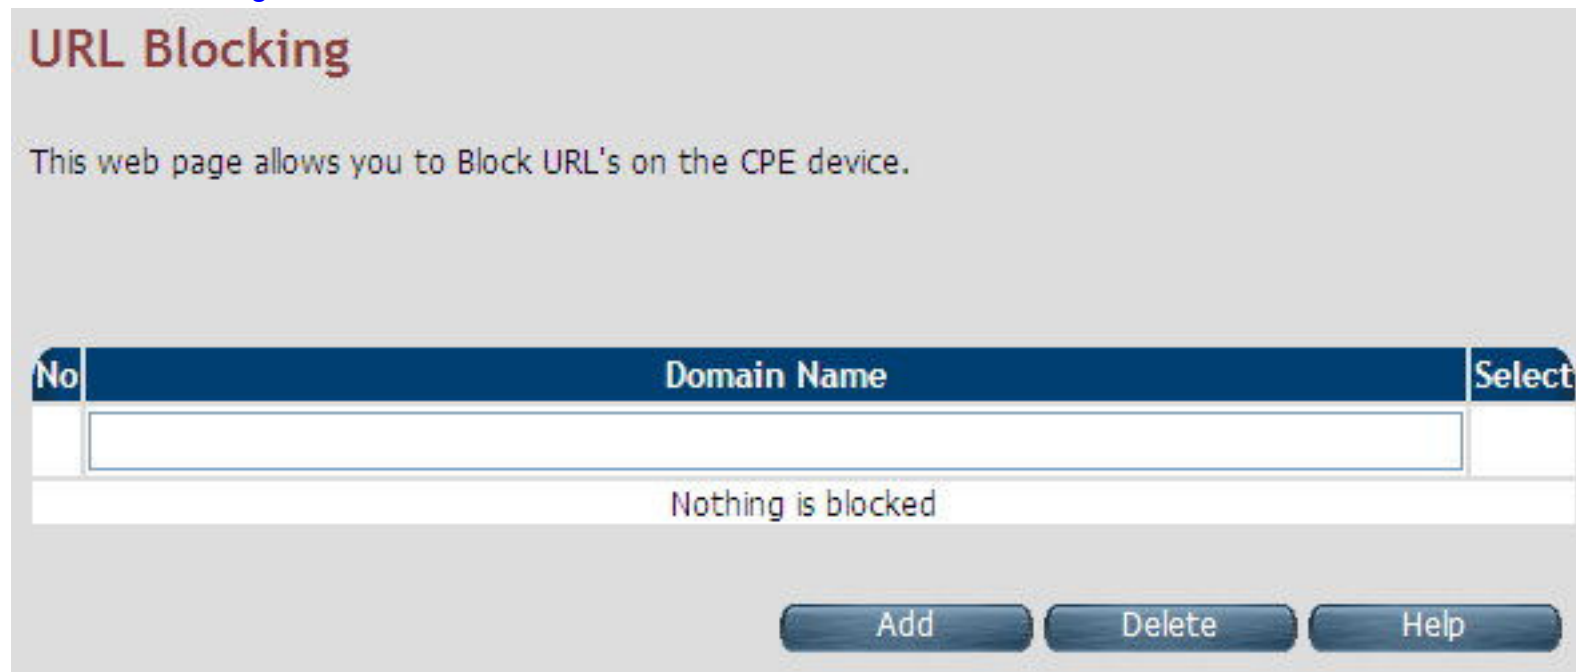 URL Blocking
This web page allows you to Block URL's on the CPE device.
No Domain Name Select
Nothing is blocked
Add Delete Help